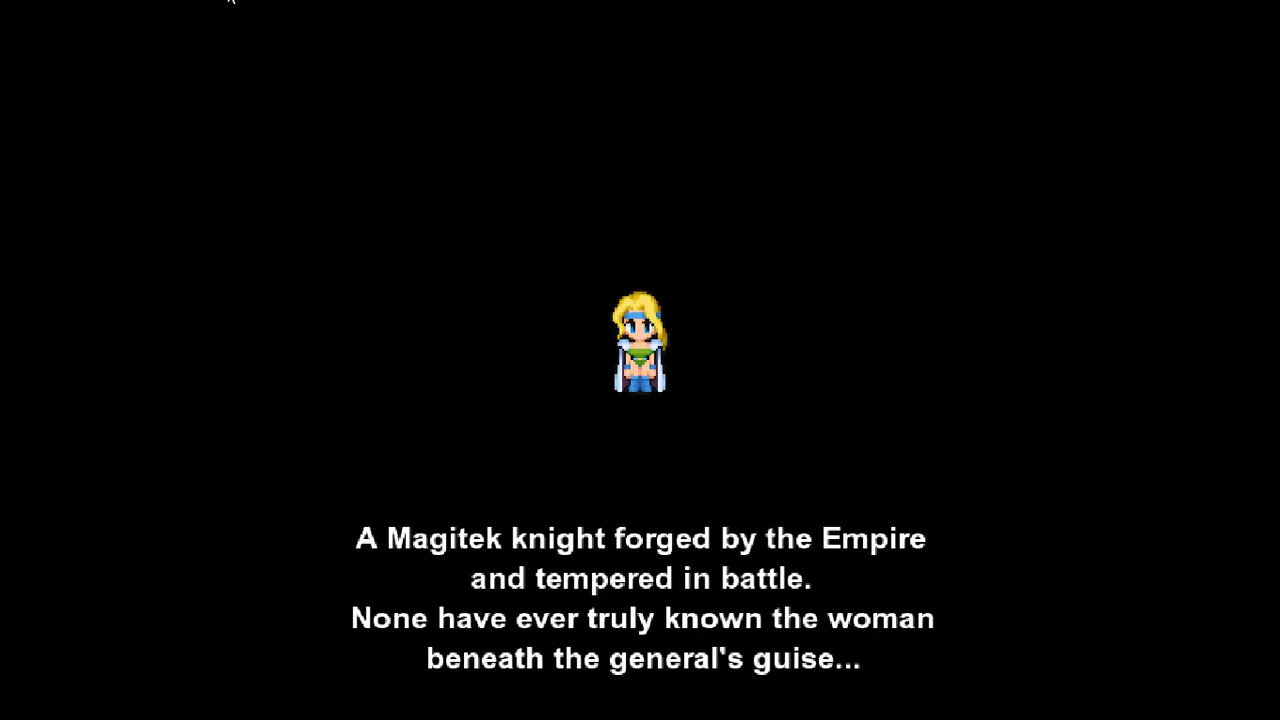 A Magitek knight forged by the Empire
and tempered in battle.
None have ever truly known the woman
beneath the general's guise...